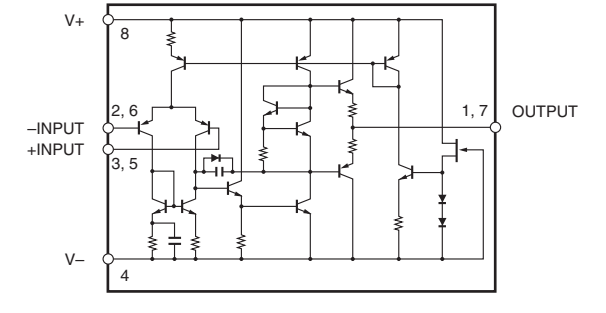 V+
8
2, 6
–INPUT
+INPUT
3, 5
1, 7
OUTPUT
V–
4